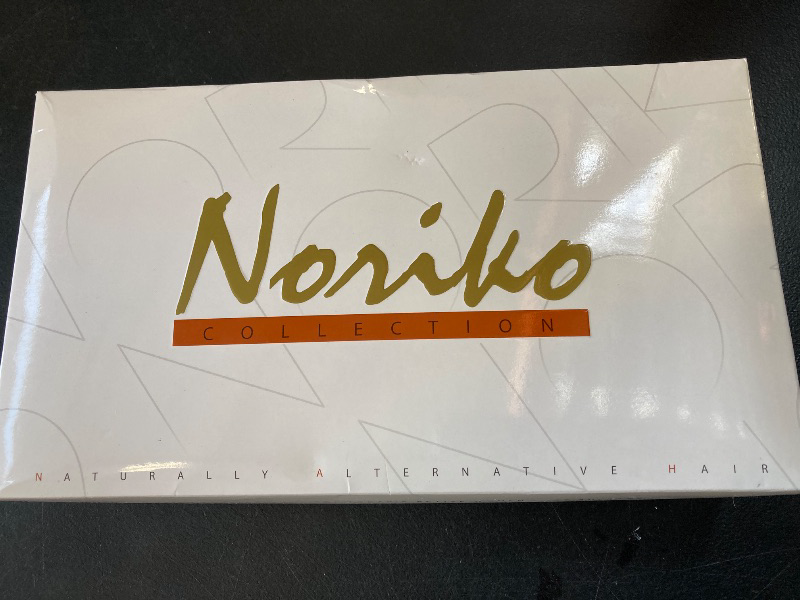 Noriko
COLLECTION
NATURALLY ALTERNATIVE HAIR